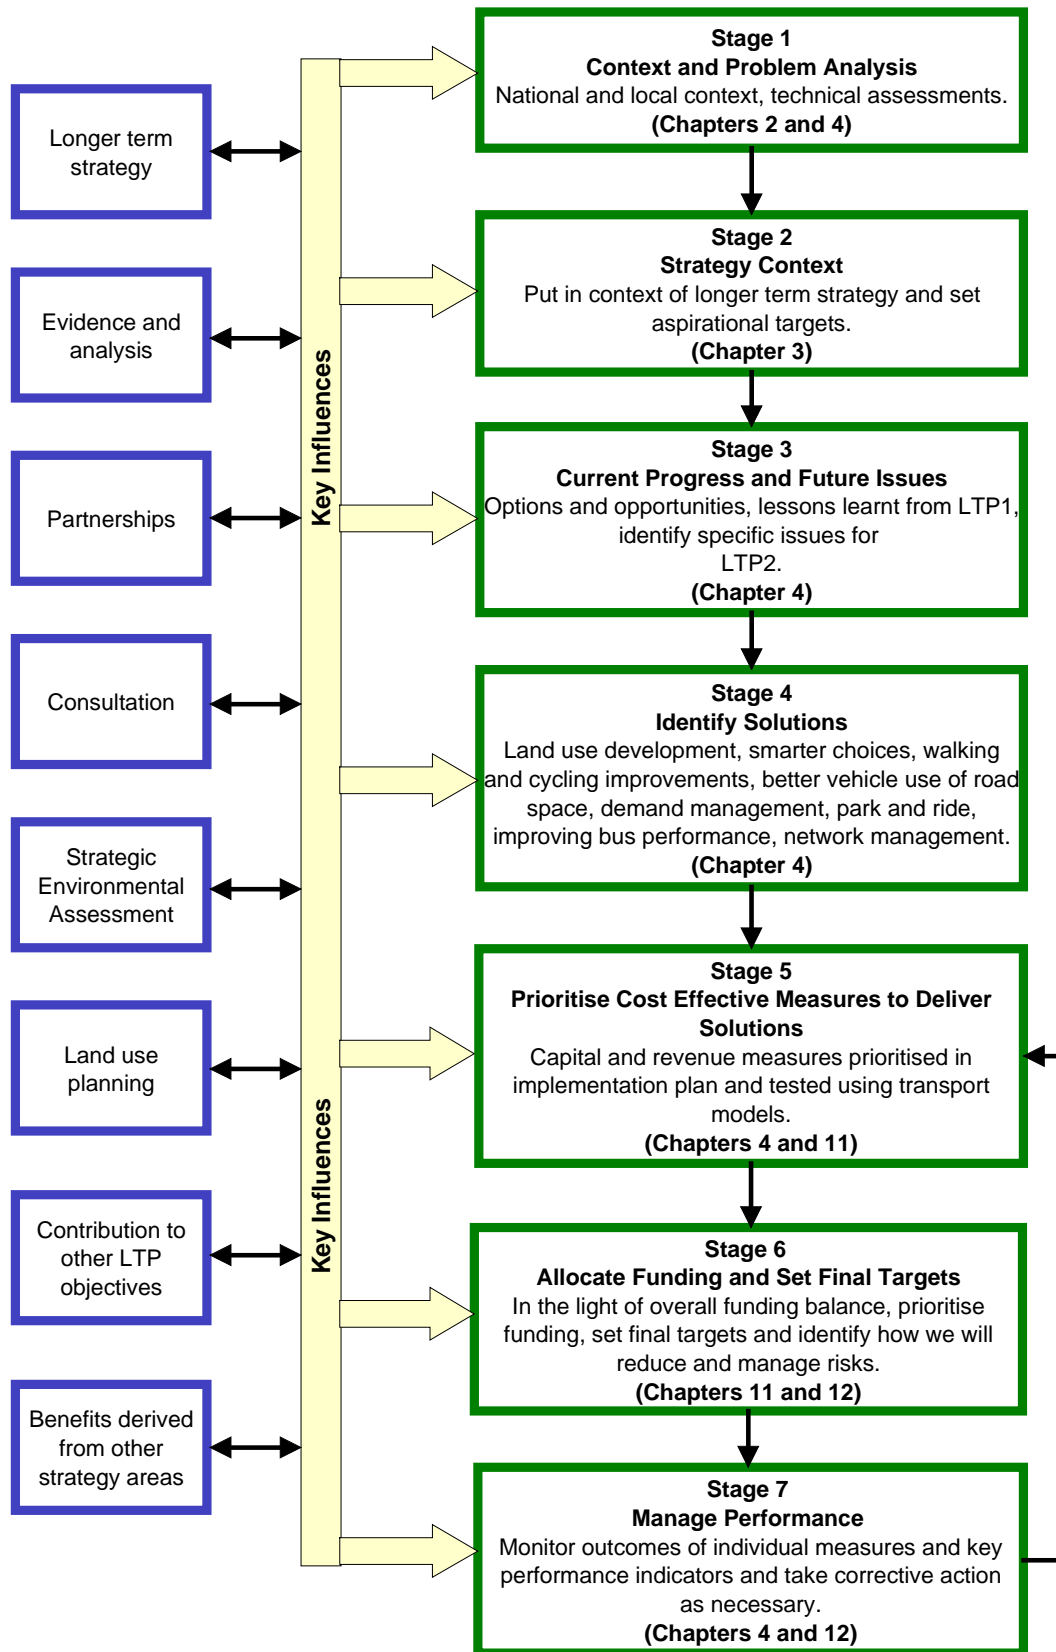 Longer term
strategy
Evidence and
analysis
Partnerships
Consultation
Strategic
Environmental
Assessment
Land use
planning
Contribution to
other LTP
objectives
Benefits derived
from other
strategy areas
Key Influences
Key Influences
Stage 1
Context and Problem Analysis
National and local context, technical assessments.
(Chapters 2 and 4)
Stage 2
Strategy Context
Put in context of longer term strategy and set
aspirational targets.
(Chapter 3)
Stage 3
Current Progress and Future Issues
Options and opportunities, lessons learnt from LTP1,
identify specific issues for
LTP2.
(Chapter 4)
Stage 4
Identify Solutions
Land use development, smarter choices, walking
and cycling improvements, better vehicle use of road
space, demand management, park and ride,
improving bus performance, network management.
(Chapter 4)
Stage 5
Prioritise Cost Effective Measures to Deliver
Solutions
Capital and revenue measures prioritised in
implementation plan and tested using transport
models.
(Chapters 4 and 11)
Stage 6
Allocate Funding and Set Final Targets
In the light of overall funding balance, prioritise
funding, set final targets and identify how we will
reduce and manage risks.
(Chapters 11 and 12)
Stage 7
Manage Performance
Monitor outcomes of individual measures and key
performance indicators and take corrective action
as necessary.
(Chapters 4 and 12)